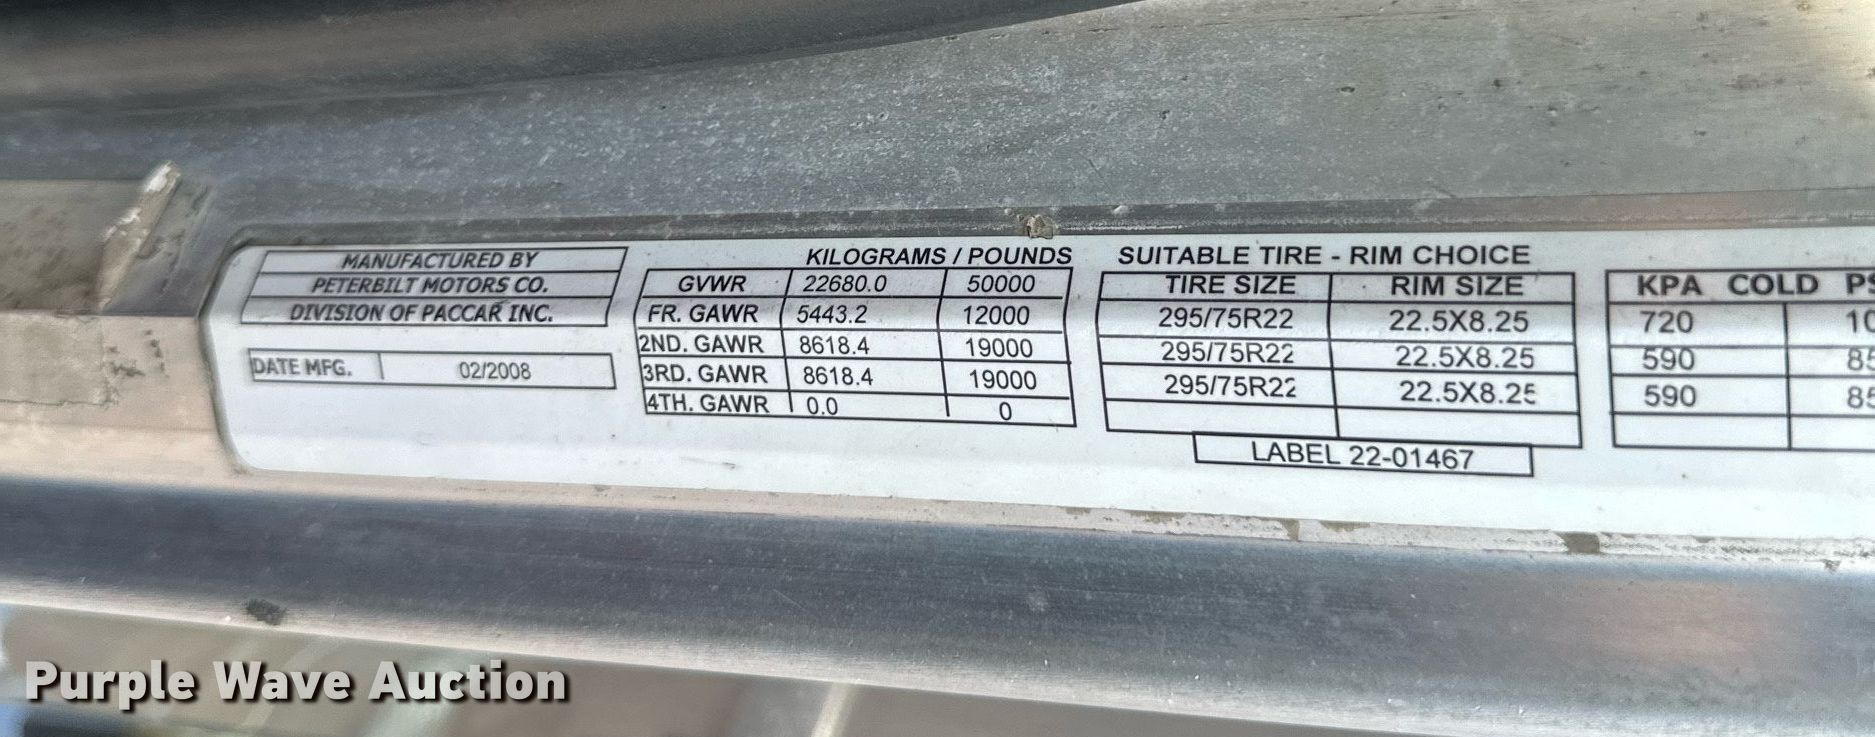 MANUFACTURED BY
PETERBILT MOTORS CO.
DIVISION OF PACCAR INC.
DATE MFG. 02/2008
KILOGRAMS / POUNDS
GVWR 22680.0 50000
FR. GAWR 5443.2 12000
2ND. GAWR 8618.4 19000
3RD. GAWR 8618.4 19000
4TH. GAWR 0.0 0
SUITABLE TIRE - RIM CHOICE
TIRE SIZE RIM SIZE
295/75R22 22.5X8.25
295/75R22 22.5X8.25
295/75R22 22.5X8.25
LABEL 22-01467
KPA COLD
720
590
590
Purple Wave Auction